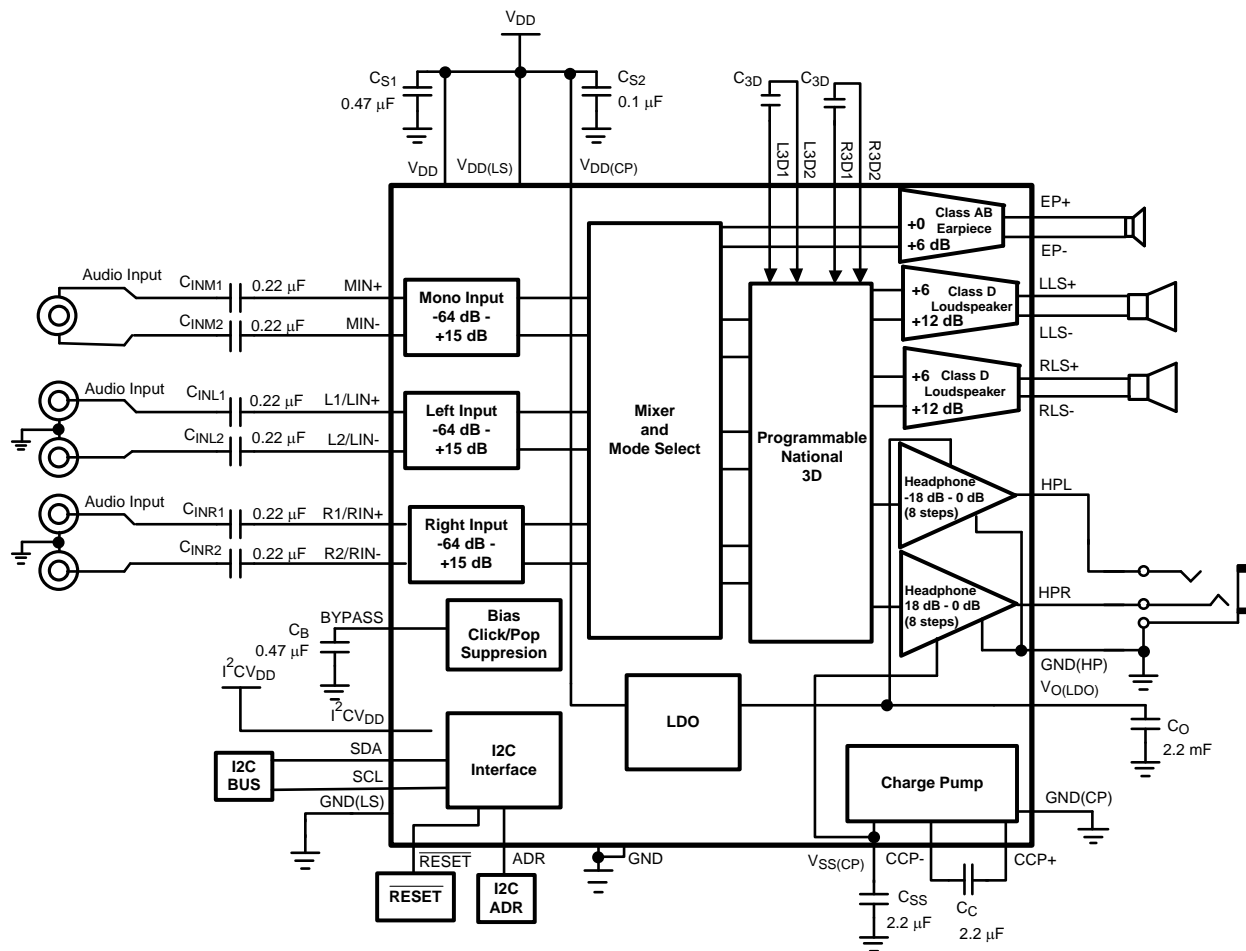 VDD
CS1
0.47 µF
CS2
0.1 µF
C3D
C3D
VDD
VDD(LS)
VDD(CP)
L3D1
L3D2
R3D1
R3D2
+0
+6 dB
Class AB
Earpiece
EP+
EP-
Audio Input
CINM1
0.22 µF
MIN+
CINM2
0.22 µF
MIN-
Mono Input
-64 dB -
+15 dB
+6
+12 dB
Class D
Loudspeaker
LLS+
LLS-
Audio Input
CINL1
0.22 µF
L1/LIN+
CINL2
0.22 µF
L2/LIN-
Left Input
-64 dB -
+15 dB
Mixer
and
Mode Select
Programmable
National
3D
+6
+12 dB
Class D
Loudspeaker
RLS+
RLS-
Audio Input
CINR1
0.22 µF
R1/RIN+
CINR2
0.22 µF
R2/RIN-
Right Input
-64 dB -
+15 dB
Headphone
-18 dB - 0 dB
(8 steps)
HPL
Headphone
18 dB - 0 dB
(8 steps)
HPR
GND(HP)
VO(LDO)
CO
2.2 mF
BYPASS
CB
0.47 µF
Bias
Click/Pop
Suppresion
I2CVDD
I2CVDD
LDO
I2C
BUS
SDA
SCL
I2C
Interface
GND(LS)
Charge Pump
GND(CP)
RESET
ADR
GND
VSS(CP)
CCP-
CCP+
RESET
I2C
ADR
CSS
2.2 µF
CC
2.2 µF